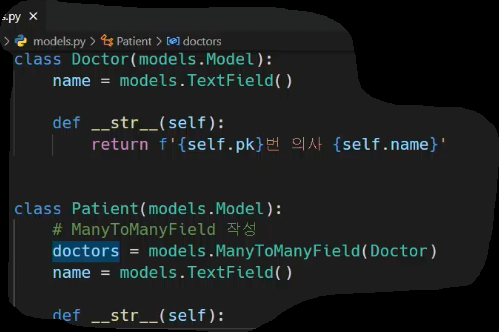 s.py ×
> models.py > Patient > doctors
class Doctor(models.Model):
    name = models.TextField()
    def __str__(self):
        return f'{self.pk}번 의사 {self.name}'
class Patient(models.Model):
    # ManyToManyField 작성
    doctors = models.ManyToManyField(Doctor)
    name = models.TextField()
    def __str__(self):